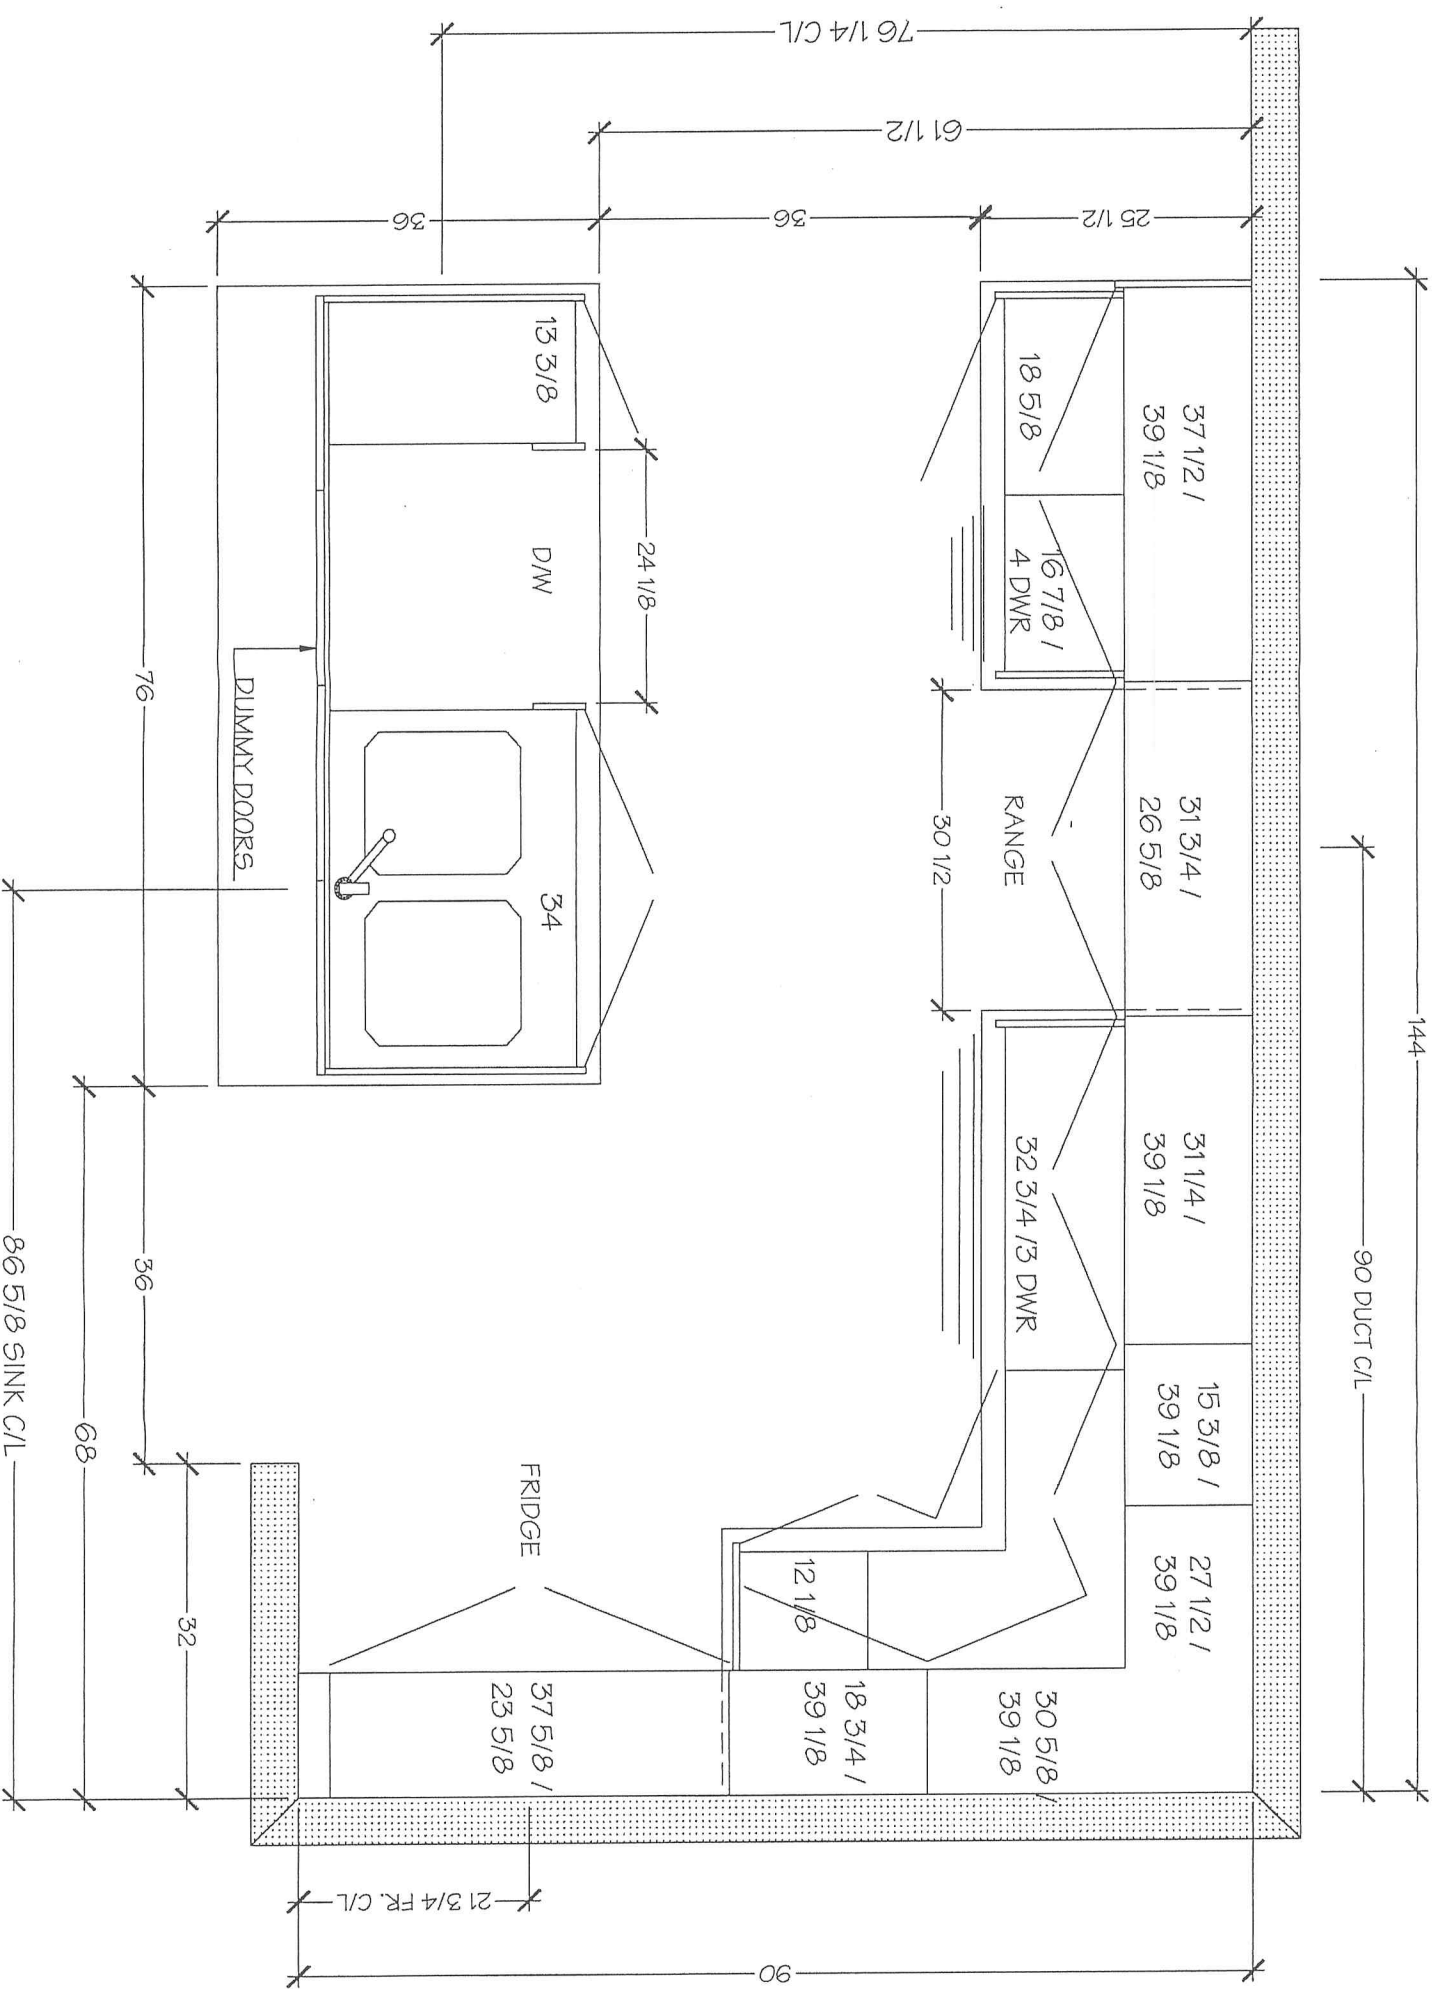 144
90 DUCT C/L
37 1/2 /
39 1/8
31 3/4 /
26 5/8
31 1/4 /
39 1/8
15 3/8 /
39 1/8
27 1/2 /
39 1/8
18 5/8
16 7/8 /
4 DWR
RANGE
32 3/4 /3 DWR
30 5/8 /
39 1/8
30 1/2
12 1/8
18 3/4 /
39 1/8
24 1/8
13 3/8
D/W
34
FRIDGE
37 5/8 /
23 5/8
DUMMY DOORS
76
36
32
68
86 5/8 SINK C/L
76 1/4 C/L
61 1/2
25 1/2
36
36
21 3/4 FR. C/L
90